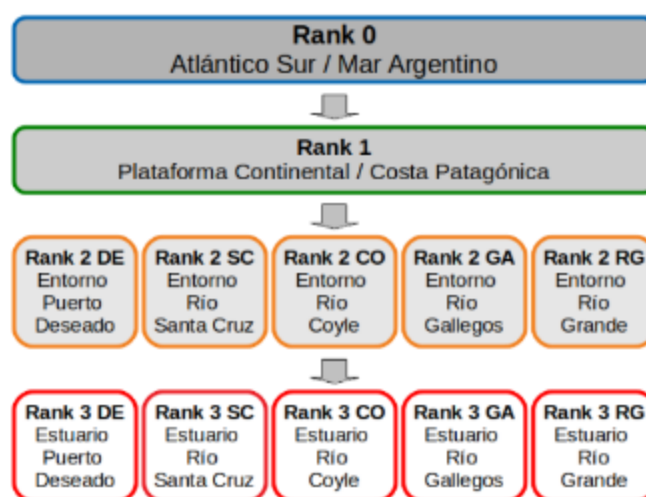 Rank 0
Atlántico Sur / Mar Argentino
Rank 1
Plataforma Continental / Costa Patagónica
Rank 2 DE
Entorno
Puerto
Deseado
Rank 2 SC
Entorno
Río
Santa Cruz
Rank 2 CO
Entorno
Río
Coyle
Rank 2 GA
Entorno
Río
Gallegos
Rank 2 RG
Entorno
Río
Grande
Rank 3 DE
Estuario
Puerto
Deseado
Rank 3 SC
Estuario
Río
Santa Cruz
Rank 3 CO
Estuario
Río
Coyle
Rank 3 GA
Estuario
Río
Gallegos
Rank 3 RG
Estuario
Río
Grande